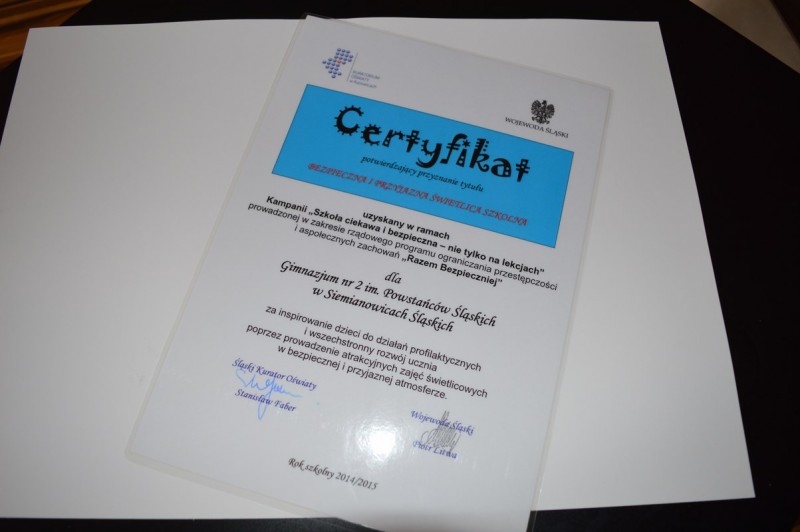 KURATORIUM
OŚWIATY
WOJEWODA ŚLĄSKI
Certyfikat
potwierdzający przyznanie tytułu
BEZPIECZNA I PRZYJAZNA ŚWIETLICA SZKOLNA
uzyskany w ramach
Kampanii „Szkoła ciekawa i bezpieczna – nie tylko na lekcjach"
prowadzonej w zakresie rządowego programu ograniczania przestępczości
i aspołecznych zachowań „Razem Bezpieczniej"
dla
Gimnazjum nr 2 im. Powstańców Śląskich
w Siemianowicach Śląskich
za inspirowanie dzieci do działań profilaktycznych
i wszechstronny rozwój ucznia
poprzez prowadzenie atrakcyjnych zajęć świetlicowych
w bezpiecznej i przyjaznej atmosferze.
Śląski Kurator Oświaty
Stanisław Faber
Wojewoda Śląski
Piotr Litwa
Rok szkolny 2014/2015